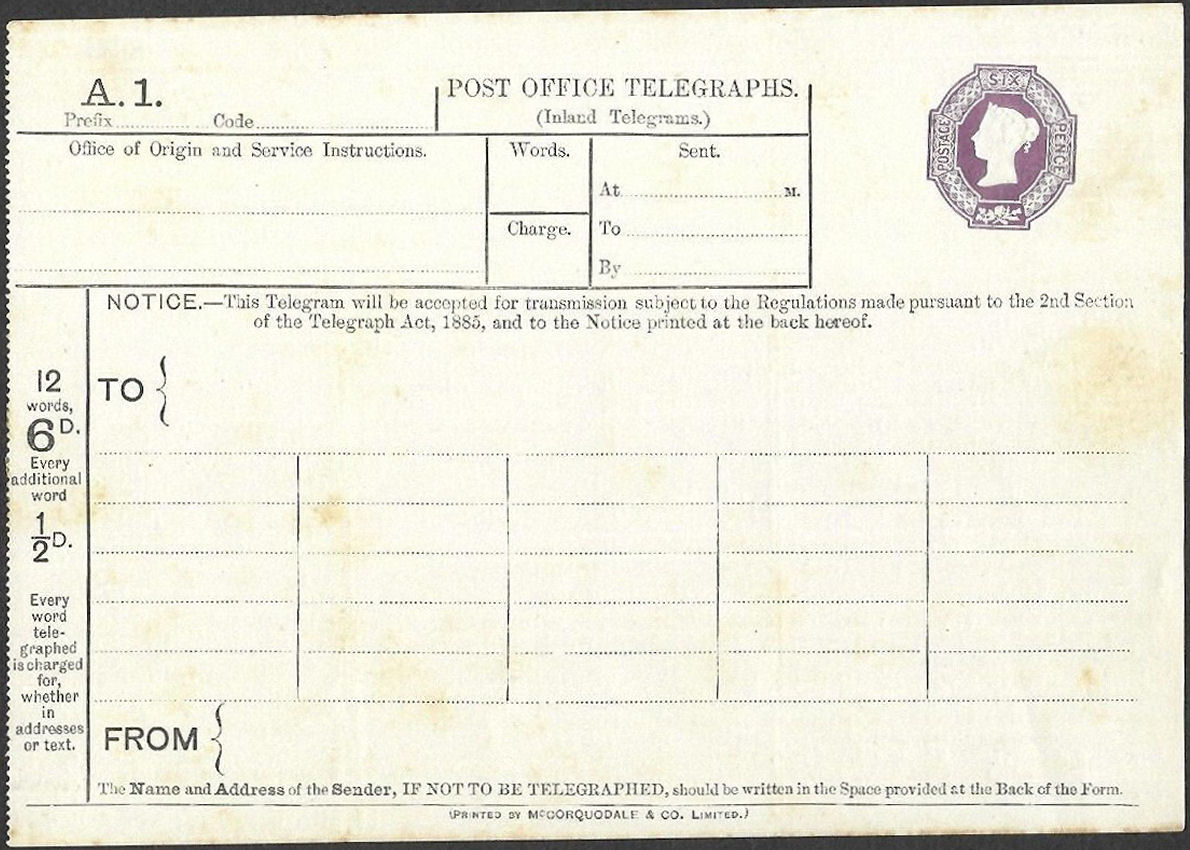 A. 1.
Prefix Code
POST OFFICE TELEGRAPHS.
(Inland Telegrams.)
Office of Origin and Service Instructions.
Words.
Charge.
Sent.
At M.
To
By
SIX
POSTAGE
PENCE
NOTICE.—This Telegram will be accepted for transmission subject to the Regulations made pursuant to the 2nd Section
of the Telegraph Act, 1885, and to the Notice printed at the back hereof.
12
words,
6D.
Every
additional
word
1/2D.
Every
word
tele-
graphed
is charged
for,
whether
in
addresses
or text.
TO
FROM
The Name and Address of the Sender, IF NOT TO BE TELEGRAPHED, should be written in the Space provided at the Back of the Form.
(PRINTED BY McCORQUODALE & CO. LIMITED.)